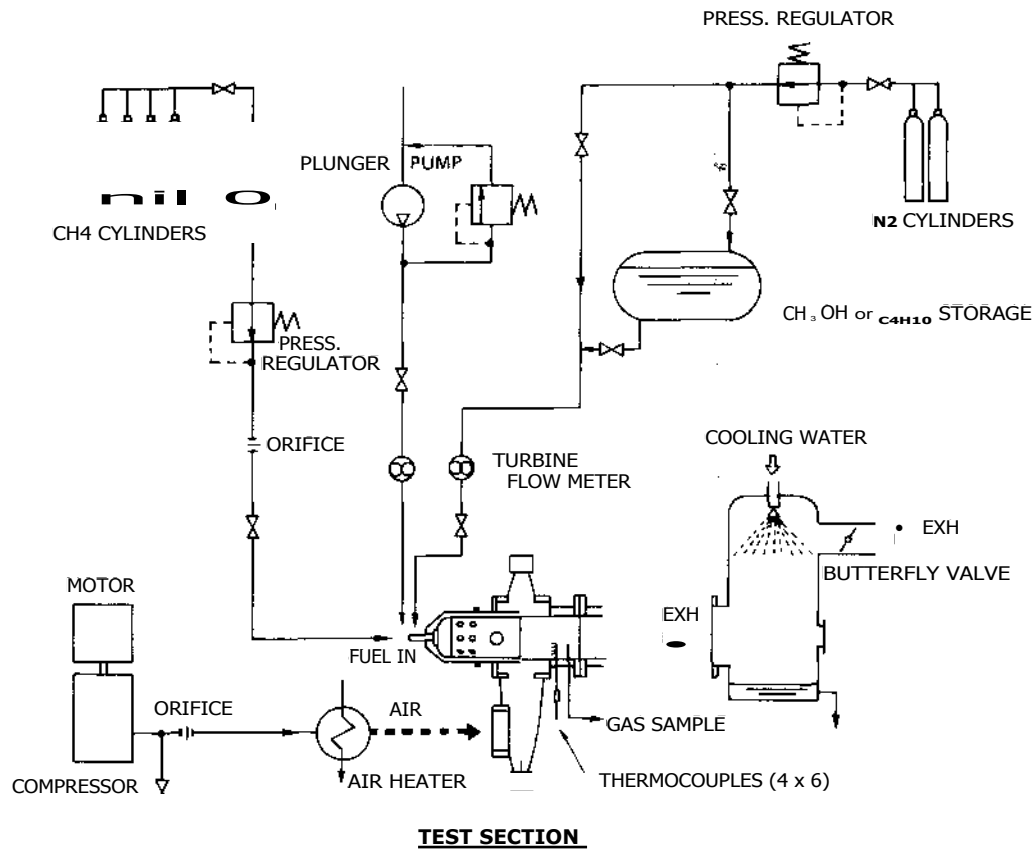 PRESS. REGULATOR
PLUNGER PUMP
N2 CYLINDERS
CH4 CYLINDERS
CH₃ OH or C4H10 STORAGE
PRESS.
REGULATOR
ORIFICE
TURBINE
FLOW METER
COOLING WATER
EXH
BUTTERFLY VALVE
MOTOR
EXH
FUEL IN
ORIFICE
AIR
GAS SAMPLE
COMPRESSOR
AIR HEATER
THERMOCOUPLES (4 x 6)
TEST SECTION